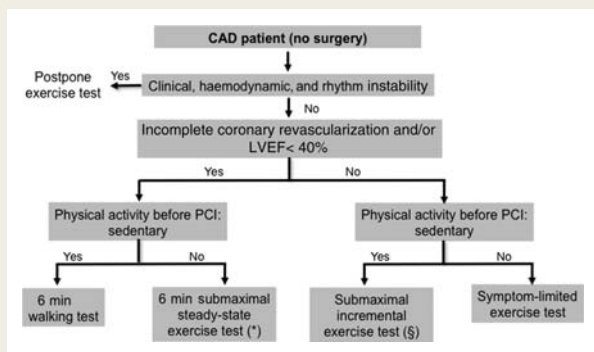 CAD patient (no surgery)
Postpone
exercise test
Yes
Clinical, haemodynamic, and rhythm instability
No
Incomplete coronary revascularization and/or
LVEF< 40%
Yes
No
Physical activity before PCI:
sedentary
Physical activity before PCI:
sedentary
Yes
No
Yes
No
6 min
walking test
6 min submaximal
steady-state
exercise test (*)
Submaximal
incremental
exercise test (§)
Symptom-limited
exercise test